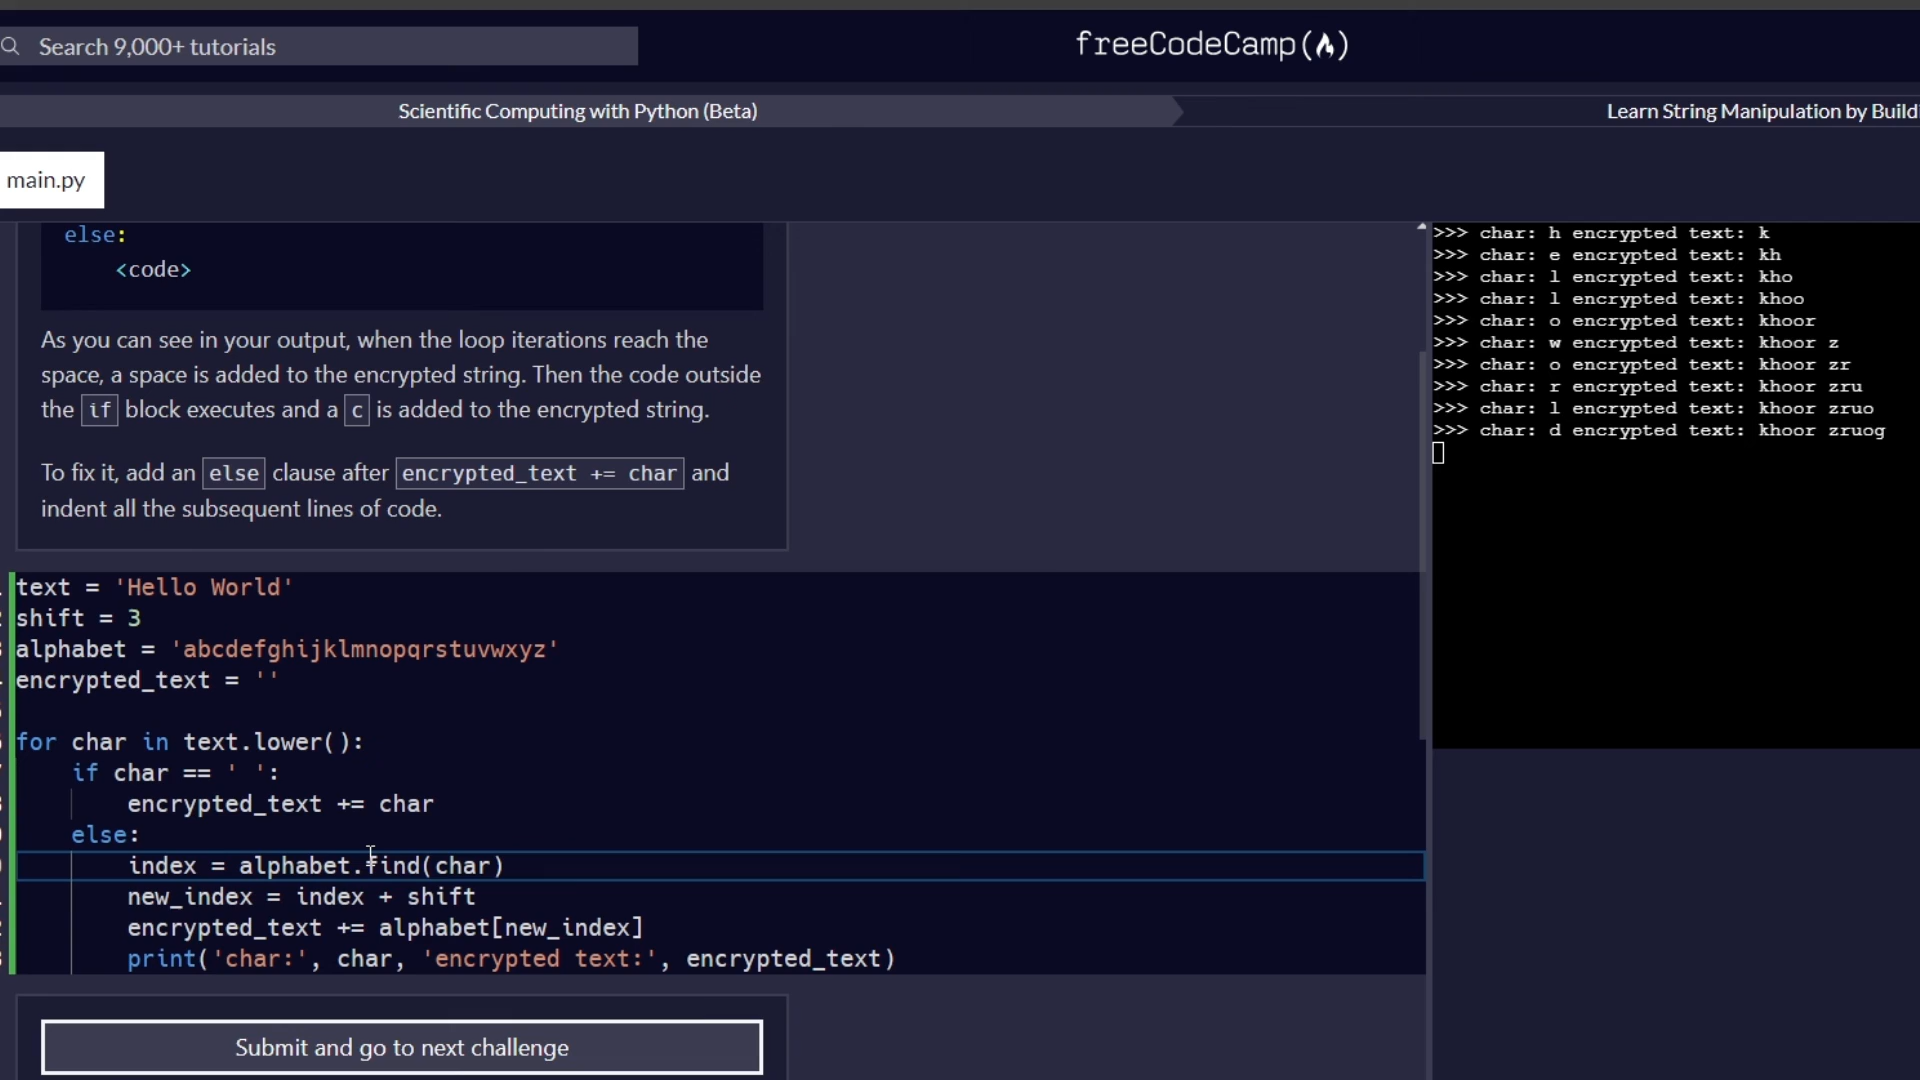 Search 9,000+ tutorials
freeCodeCamp(🔥)
Scientific Computing with Python (Beta)
Learn String Manipulation by Buildi
main.py
else:
    <code>
As you can see in your output, when the loop iterations reach the
space, a space is added to the encrypted string. Then the code outside
the if block executes and a c is added to the encrypted string.
To fix it, add an else clause after encrypted_text += char and
indent all the subsequent lines of code.
text = 'Hello World'
shift = 3
alphabet = 'abcdefghijklmnopqrstuvwxyz'
encrypted_text = ''
for char in text.lower():
    if char == ' ':
        encrypted_text += char
    else:
        index = alphabet.find(char)
        new_index = index + shift
        encrypted_text += alphabet[new_index]
        print('char:', char, 'encrypted text:', encrypted_text)
Submit and go to next challenge
>>> char: h encrypted text: k
>>> char: e encrypted text: kh
>>> char: l encrypted text: kho
>>> char: l encrypted text: khoo
>>> char: o encrypted text: khoor
>>> char: w encrypted text: khoor z
>>> char: o encrypted text: khoor zr
>>> char: r encrypted text: khoor zru
>>> char: l encrypted text: khoor zruo
>>> char: d encrypted text: khoor zruog